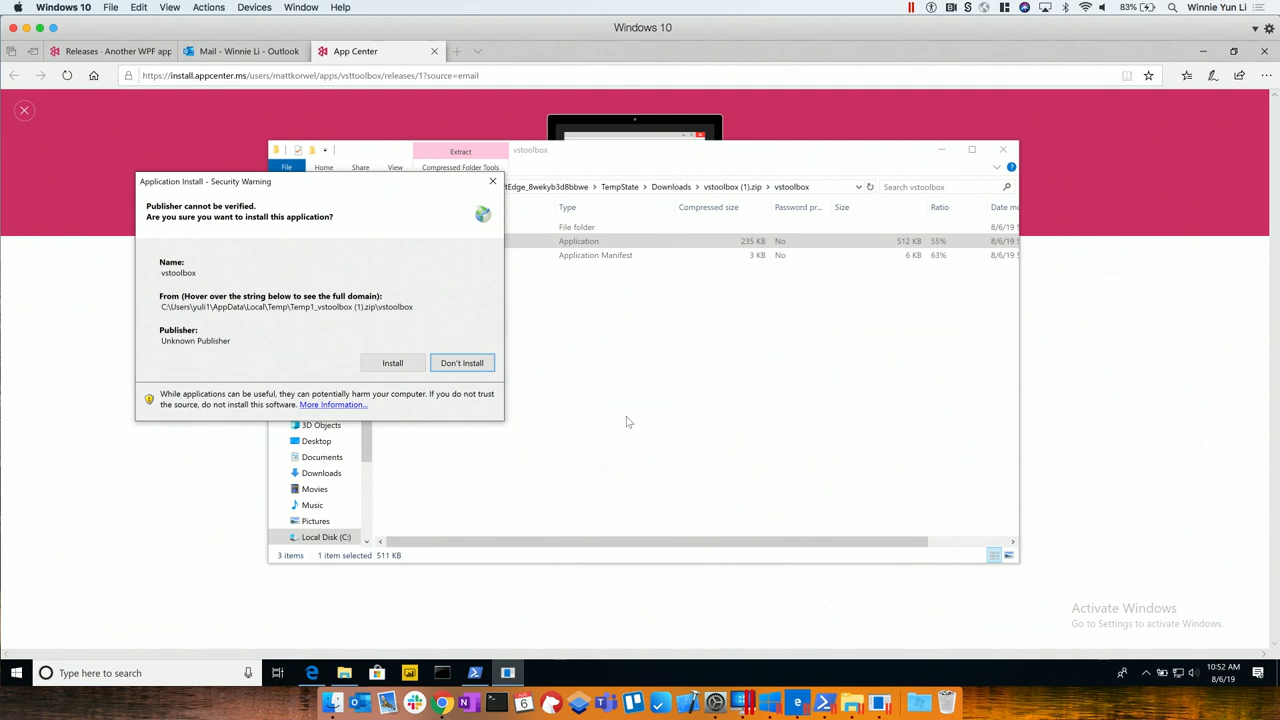 Windows 10 File Edit View Actions Devices Window Help 83% Winnie Yun Li
Windows 10
Releases · Another WPF app Mail - Winnie Li - Outlook App Center
https://install.appcenter.ms/users/mattkorwel/apps/vsttoolbox/releases/1?source=email
Extract vstoolbox
File Home Share View Compressed Folder Tools
tEdge_8wekyb3d8bbwe TempState Downloads vstoolbox (1).zip vstoolbox Search vstoolbox
Type Compressed size Password pr... Size Ratio Date mo
File folder 8/6/19 5
Application 235 KB No 512 KB 55% 8/6/19 5
Application Manifest 3 KB No 6 KB 63% 8/6/19 5
Application Install - Security Warning
Publisher cannot be verified.
Are you sure you want to install this application?
Name:
vstoolbox
From (Hover over the string below to see the full domain):
C:\Users\yuli1\AppData\Local\Temp\Temp1_vstoolbox (1).zip\vstoolbox
Publisher:
Unknown Publisher
Install Don't Install
While applications can be useful, they can potentially harm your computer. If you do not trust
the source, do not install this software. More Information...
3D Objects
Desktop
Documents
Downloads
Movies
Music
Pictures
Local Disk (C:)
3 items 1 item selected 511 KB
Activate Windows
Go to Settings to activate Windows.
Type here to search
10:52 AM
8/6/19